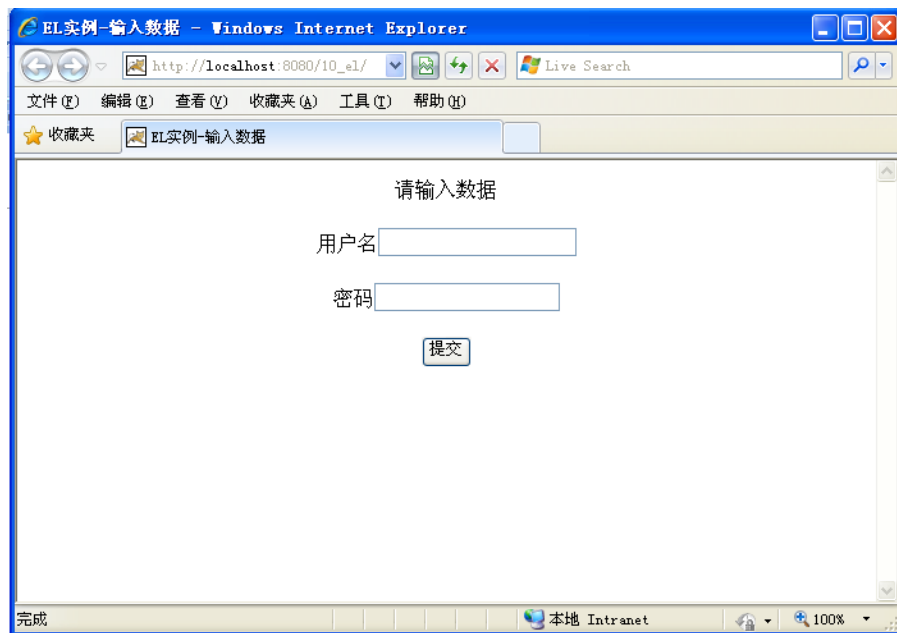 EL实例-输入数据 - Windows Internet Explorer
http://localhost:8080/10_el/ Live Search
文件(F) 编辑(E) 查看(V) 收藏夹(A) 工具(T) 帮助(H)
收藏夹 EL实例-输入数据
请输入数据
用户名
密码
提交
完成 本地 Intranet 100%